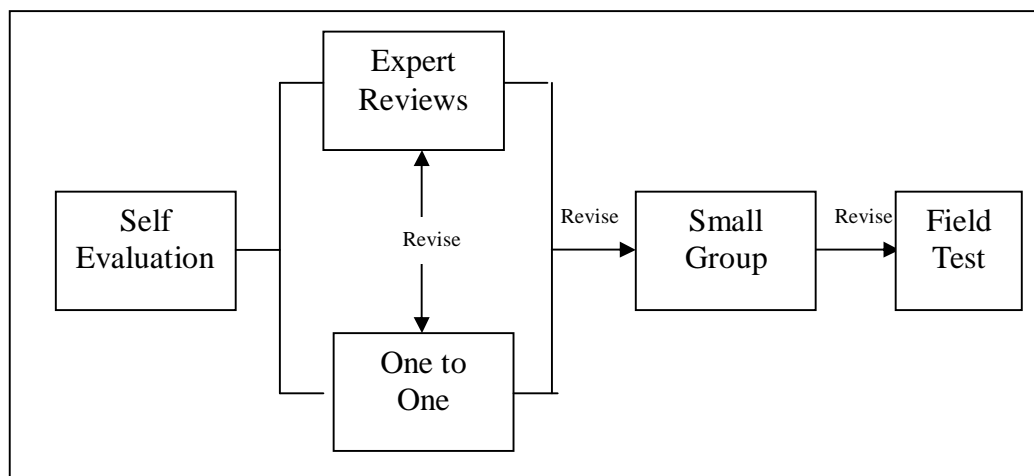 Expert
Reviews
Self
Evaluation
Revise
Revise
Small
Group
Revise
Field
Test
One to
One